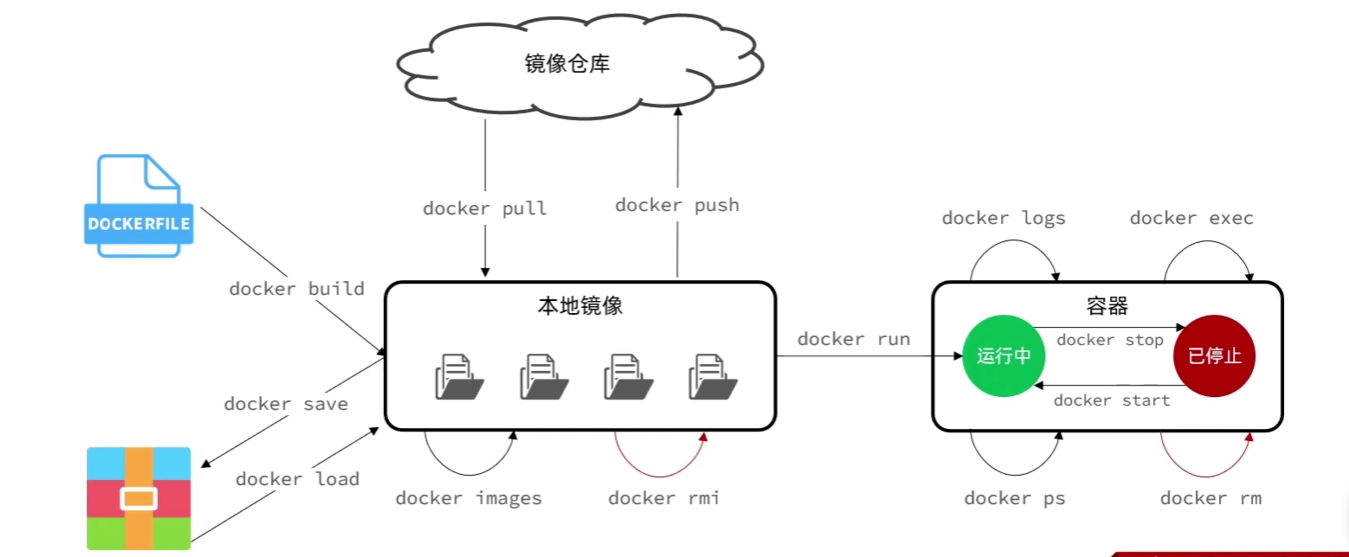 镜像仓库
docker pull
docker push
DOCKERFILE
docker logs
docker exec
docker build
本地镜像
容器
docker run
运行中
docker stop
已停止
docker start
docker save
docker load
docker images
docker rmi
docker ps
docker rm